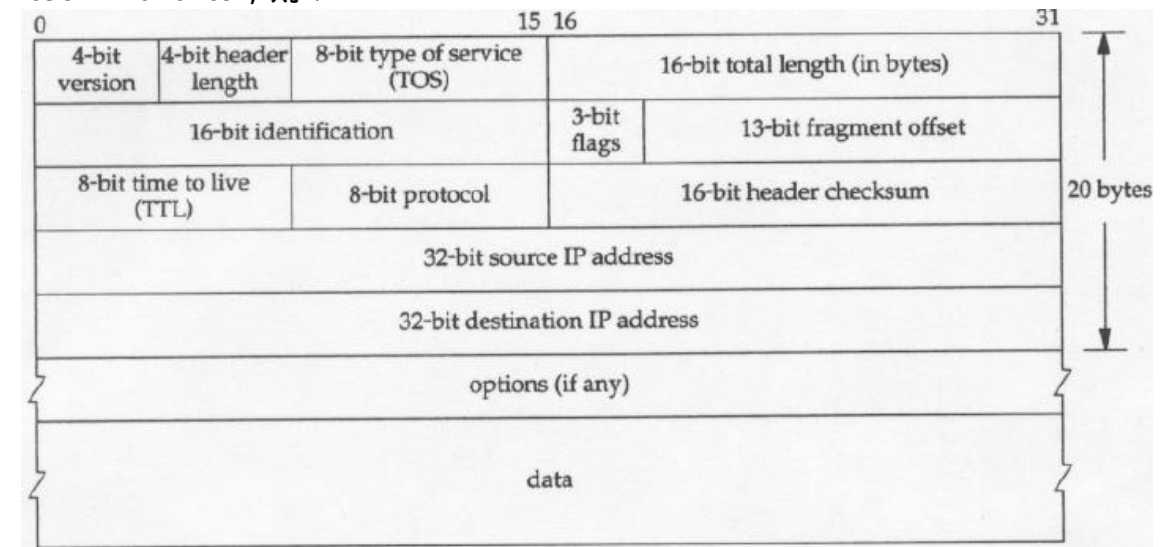 0 15 16 31
4-bit version
4-bit header length
8-bit type of service (TOS)
16-bit total length (in bytes)
16-bit identification
3-bit flags
13-bit fragment offset
8-bit time to live (TTL)
8-bit protocol
16-bit header checksum
20 bytes
32-bit source IP address
32-bit destination IP address
options (if any)
data